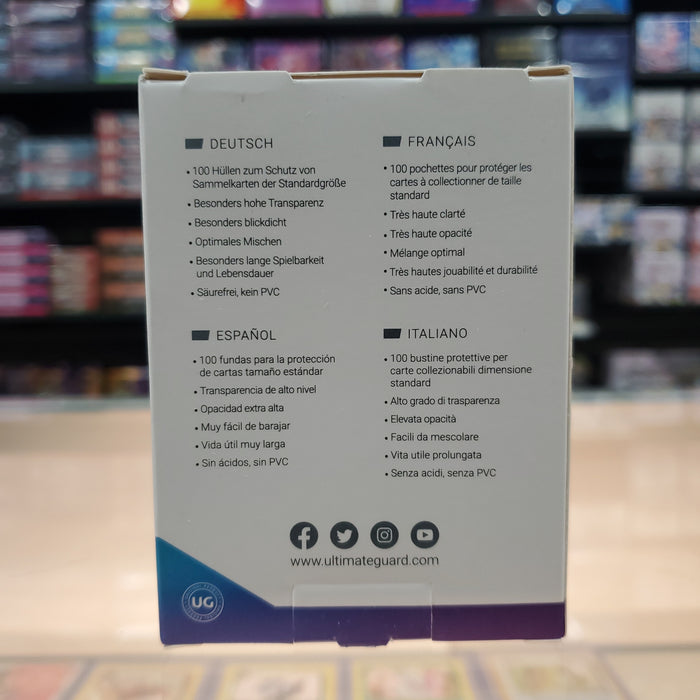 DEUTSCH
• 100 Hüllen zum Schutz von
Sammelkarten der Standardgröße
• Besonders hohe Transparenz
• Besonders blickdicht
• Optimales Mischen
• Besonders lange Spielbarkeit
und Lebensdauer
• Säurefrei, kein PVC
FRANÇAIS
• 100 pochettes pour protéger les
cartes à collectionner de taille
standard
• Très haute clarté
• Très haute opacité
• Mélange optimal
• Très hautes jouabilité et durabilité
• Sans acide, sans PVC
ESPAÑOL
• 100 fundas para la protección
de cartas tamaño estándar
• Transparencia de alto nivel
• Opacidad extra alta
• Muy fácil de barajar
• Vida útil muy larga
• Sin ácidos, sin PVC
ITALIANO
• 100 bustine protettive per
carte collezionabili dimensione
standard
• Alto grado di trasparenza
• Elevata opacità
• Facili da mescolare
• Vita utile prolungata
• Senza acidi, senza PVC
www.ultimateguard.com
UG